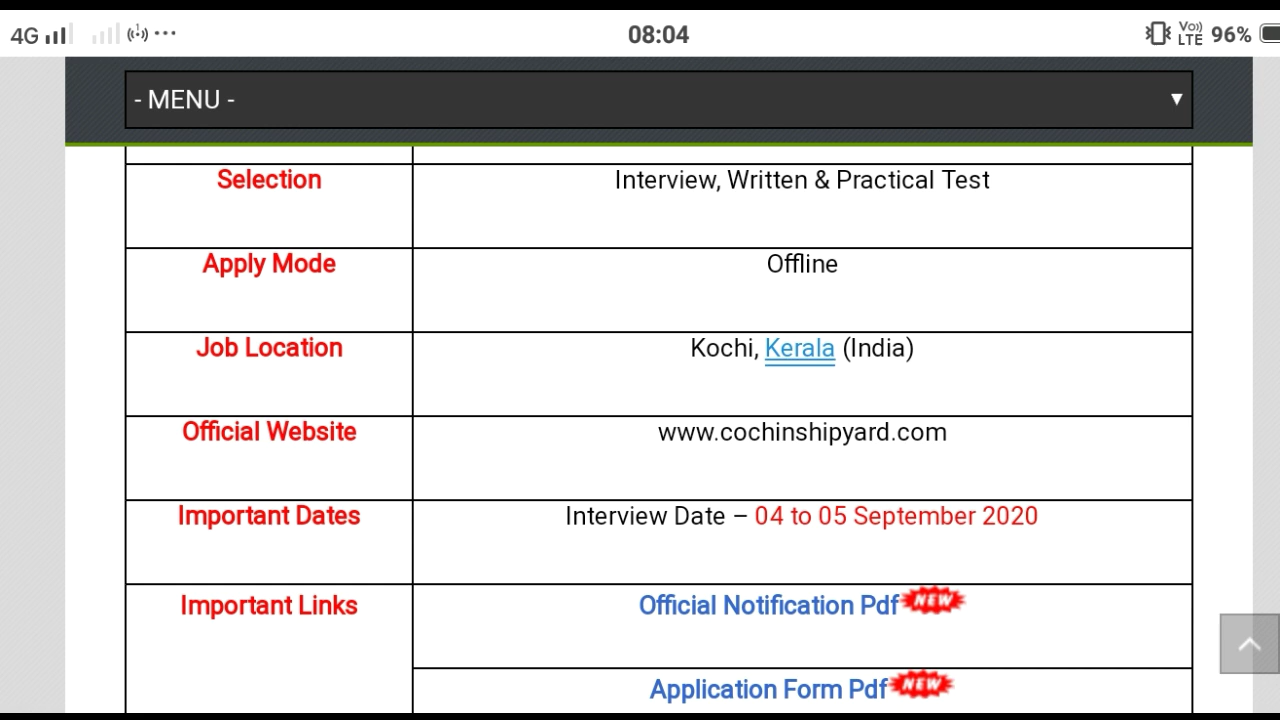 4G 08:04 Vo)) LTE 96%
- MENU -
Selection Interview, Written & Practical Test
Apply Mode Offline
Job Location Kochi, Kerala (India)
Official Website www.cochinshipyard.com
Important Dates Interview Date – 04 to 05 September 2020
Important Links Official Notification Pdf NEW
Application Form Pdf NEW